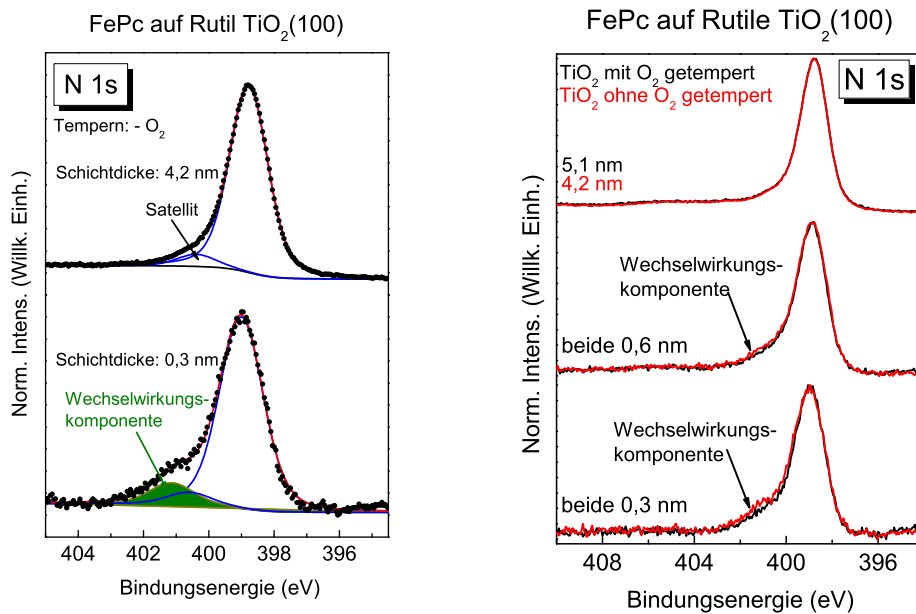 FePc auf Rutil TiO₂(100)
N 1s
Tempern: - O₂
Schichtdicke: 4,2 nm
Satellit
Schichtdicke: 0,3 nm
Wechselwirkungs-
komponente
Norm. Intens. (Willk. Einh.)
404 402 400 398 396
Bindungsenergie (eV)
FePc auf Rutile TiO₂(100)
TiO₂ mit O₂ getempert
TiO₂ ohne O₂ getempert
N 1s
5,1 nm
4,2 nm
Wechselwirkungs-
komponente
beide 0,6 nm
Wechselwirkungs-
komponente
beide 0,3 nm
Norm. Intens. (Willk. Einh.)
408 404 400 396
Bindungsenergie (eV)